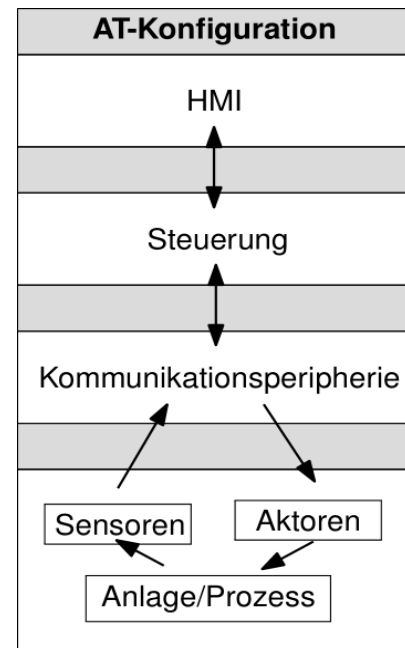 AT-Konfiguration
HMI
Steuerung
Kommunikationsperipherie
Sensoren
Aktoren
Anlage/Prozess